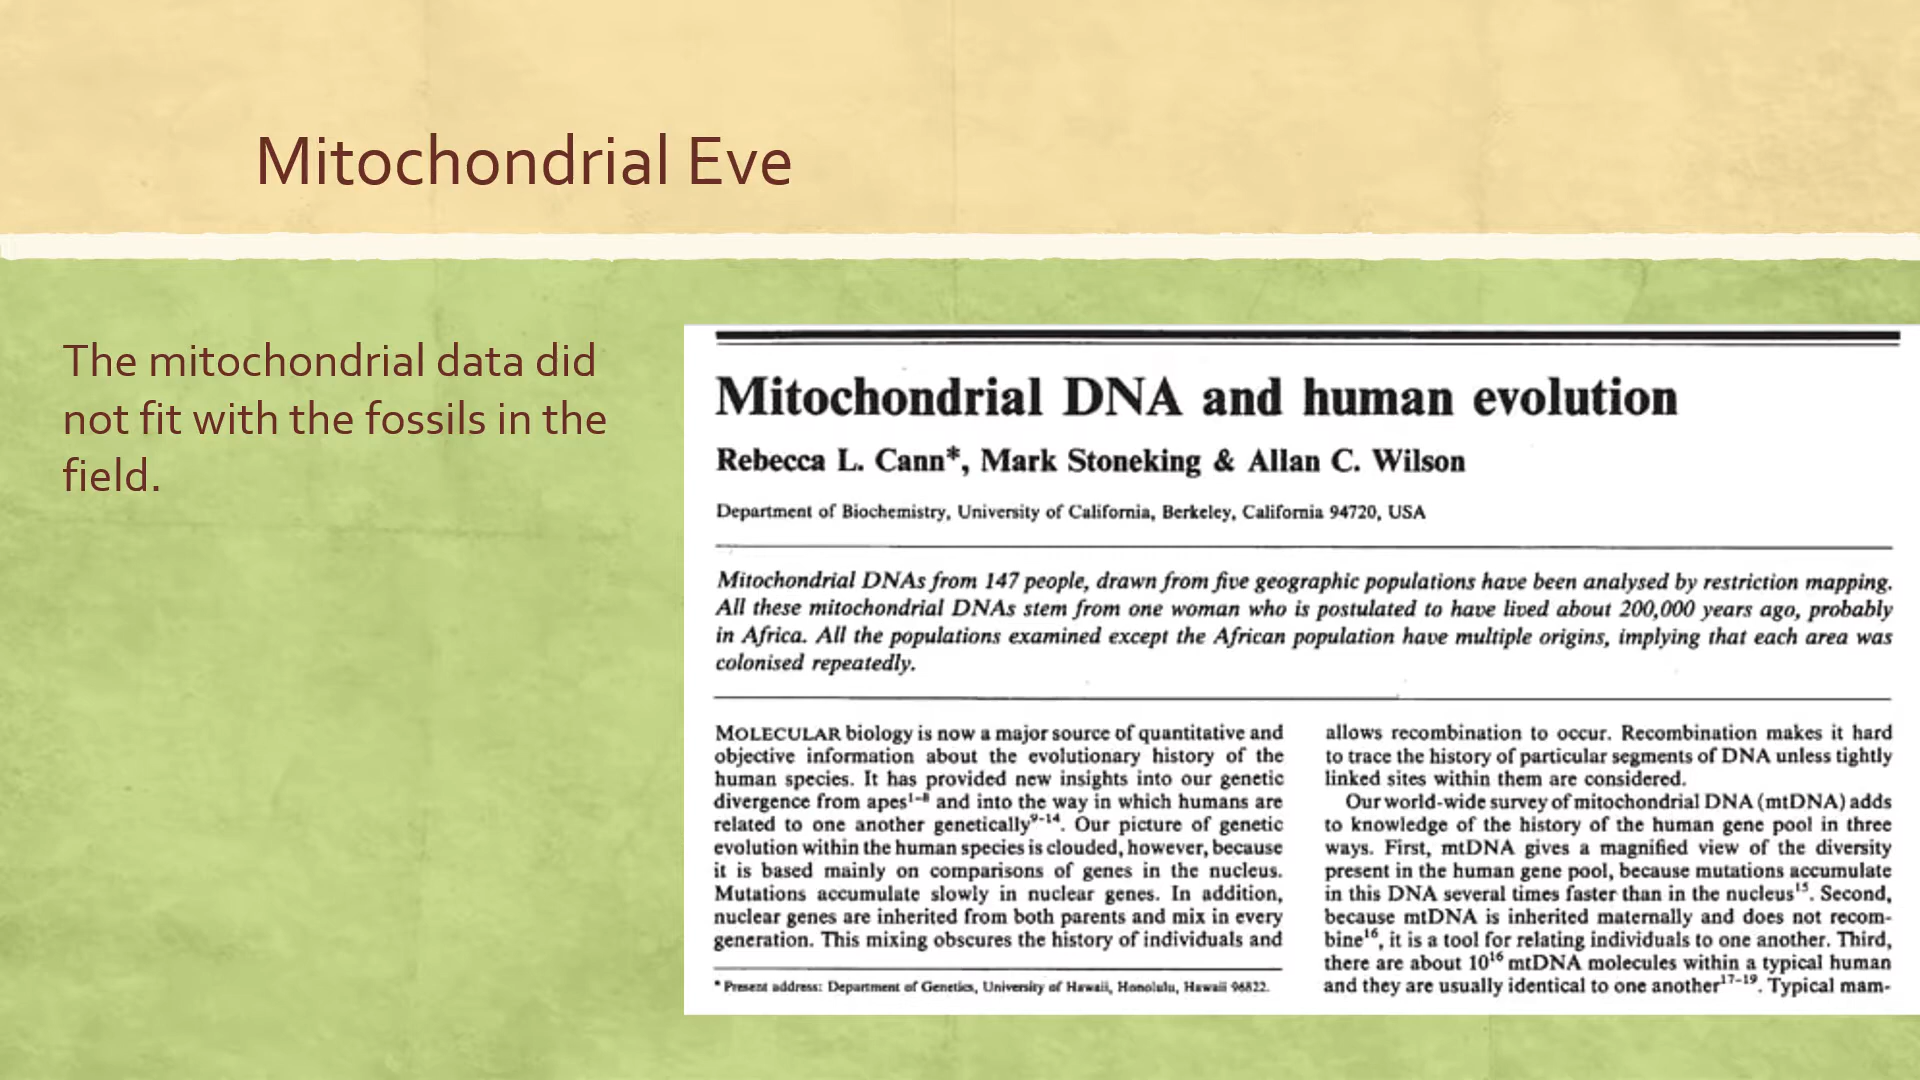 Mitochondrial Eve
The mitochondrial data did
not fit with the fossils in the
field.
Mitochondrial DNA and human evolution
Rebecca L. Cann*, Mark Stoneking & Allan C. Wilson
Department of Biochemistry, University of California, Berkeley, California 94720, USA
Mitochondrial DNAs from 147 people, drawn from five geographic populations have been analysed by restriction mapping.
All these mitochondrial DNAs stem from one woman who is postulated to have lived about 200,000 years ago, probably
in Africa. All the populations examined except the African population have multiple origins, implying that each area was
colonised repeatedly.
MOLECULAR biology is now a major source of quantitative and
objective information about the evolutionary history of the
human species. It has provided new insights into our genetic
divergence from apes¹⁻⁸ and into the way in which humans are
related to one another genetically⁹⁻¹⁴. Our picture of genetic
evolution within the human species is clouded, however, because
it is based mainly on comparisons of genes in the nucleus.
Mutations accumulate slowly in nuclear genes. In addition,
nuclear genes are inherited from both parents and mix in every
generation. This mixing obscures the history of individuals and
* Present address: Department of Genetics, University of Hawaii, Honolulu, Hawaii 96822.
allows recombination to occur. Recombination makes it hard
to trace the history of particular segments of DNA unless tightly
linked sites within them are considered.
Our world-wide survey of mitochondrial DNA (mtDNA) adds
to knowledge of the history of the human gene pool in three
ways. First, mtDNA gives a magnified view of the diversity
present in the human gene pool, because mutations accumulate
in this DNA several times faster than in the nucleus¹⁵. Second,
because mtDNA is inherited maternally and does not recom-
bine¹⁶, it is a tool for relating individuals to one another. Third,
there are about 10¹⁶ mtDNA molecules within a typical human
and they are usually identical to one another¹⁷⁻¹⁹. Typical mam-